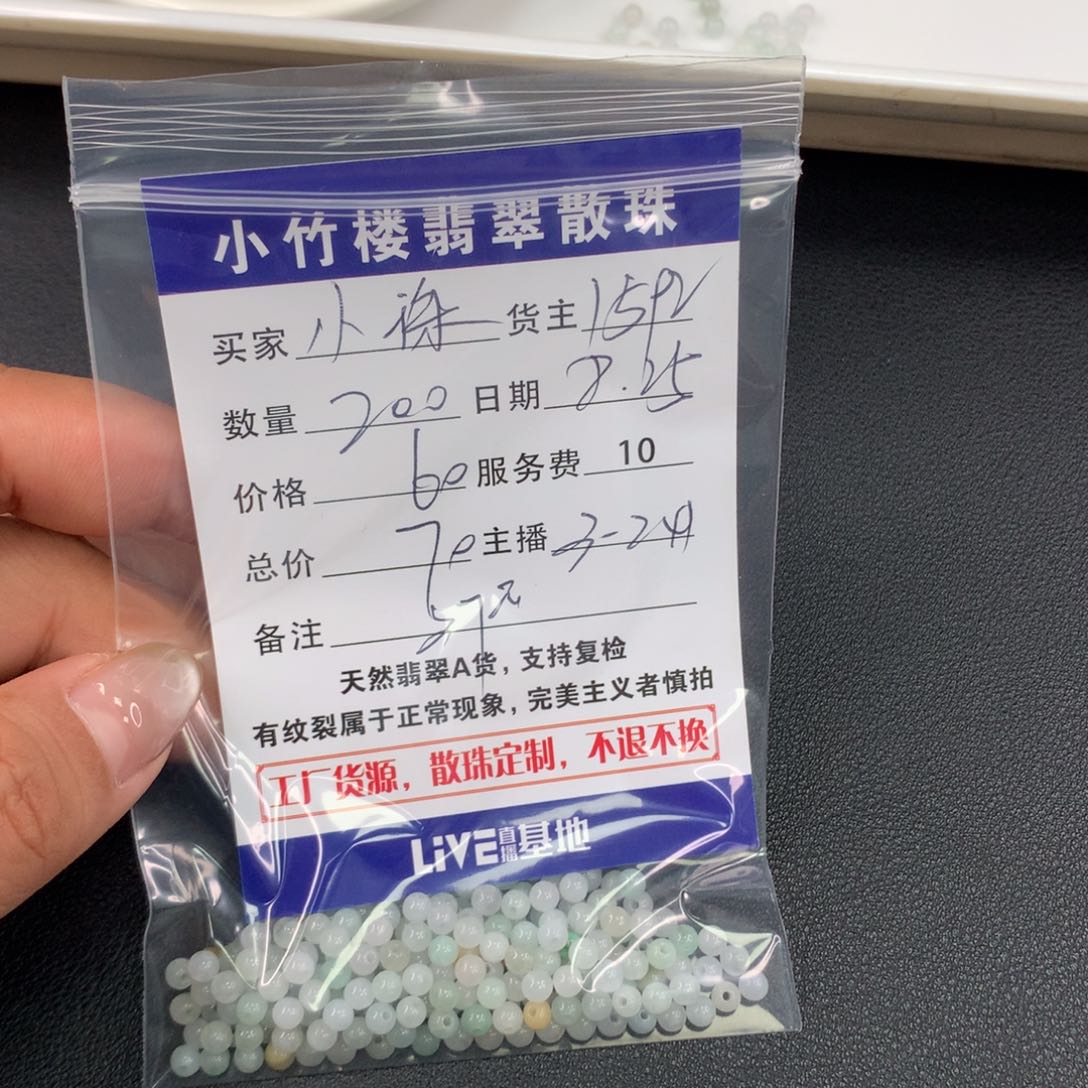 小竹楼翡翠散珠
买家 小徐 货主 1592
数量 200 日期 8.25
价格 60 服务费 10
总价 70 主播
备注
天然翡翠A货，支持复检
有纹裂属于正常现象，完美主义者慎拍
工厂货源，散珠定制，不退不换
LiVE直播基地